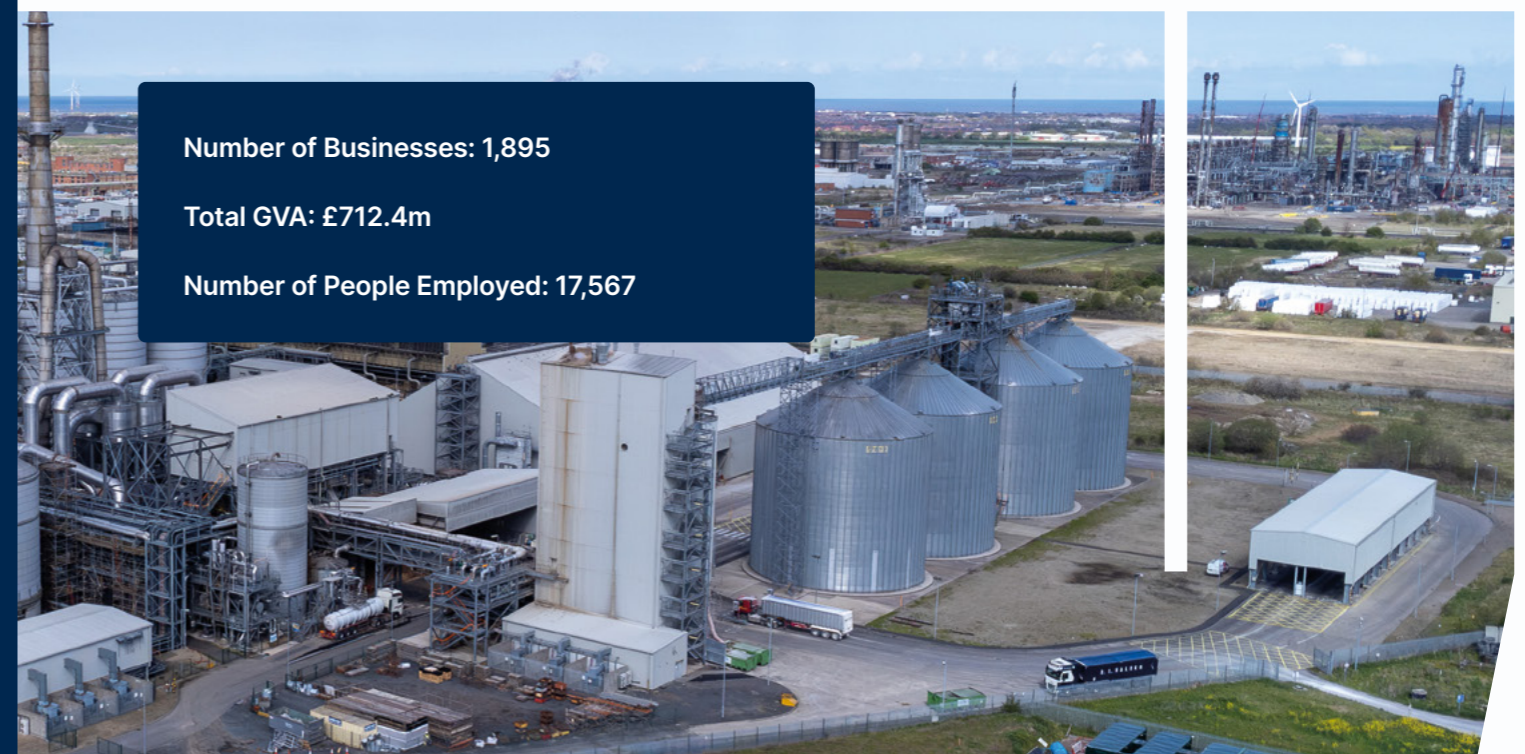 Number of Businesses: 1,895
Total GVA: £712.4m
Number of People Employed: 17,567